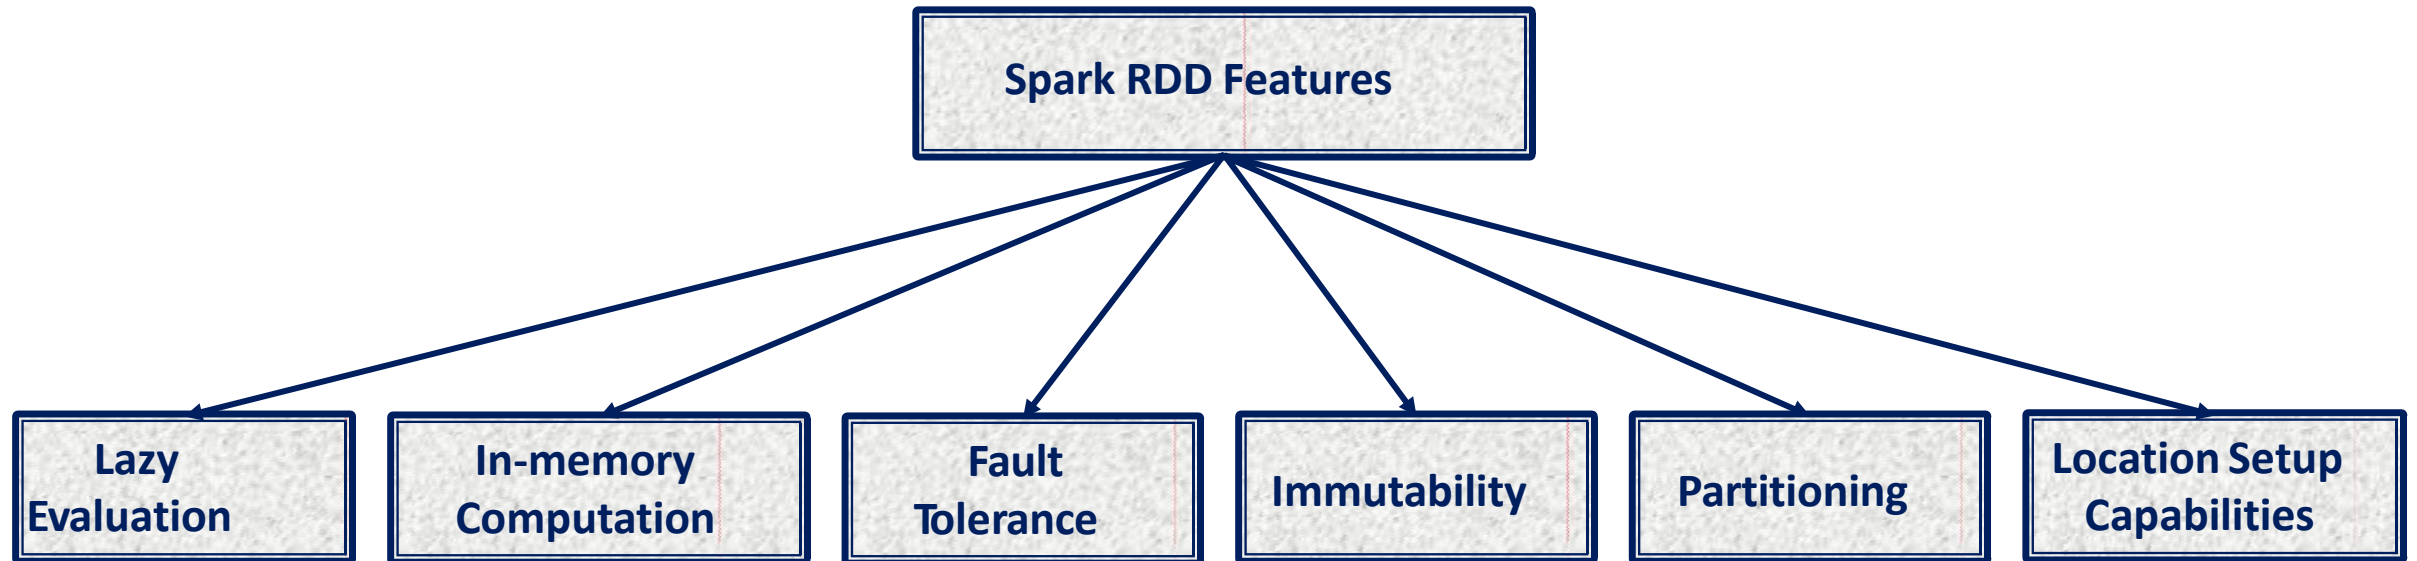 Spark RDD Features
Lazy
Evaluation
In-memory
Computation
Fault
Tolerance
Immutability
Partitioning
Location Setup
Capabilities